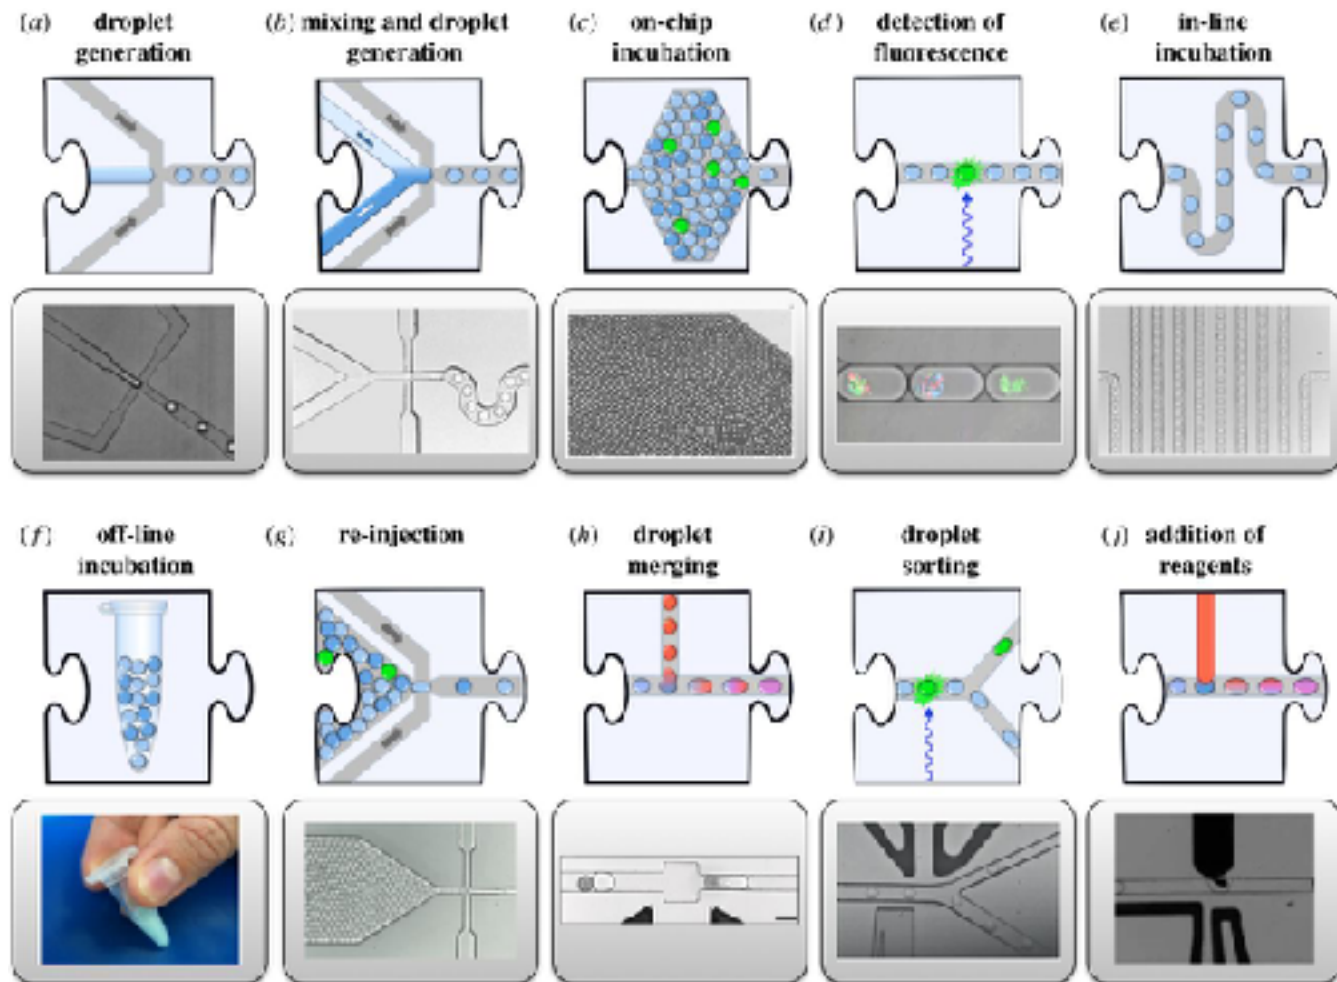 (a) droplet generation
(b) mixing and droplet generation
(c) on-chip incubation
(d) detection of fluorescence
(e) in-line incubation
(f) off-line incubation
(g) re-injection
(h) droplet merging
(i) droplet sorting
(j) addition of reagents